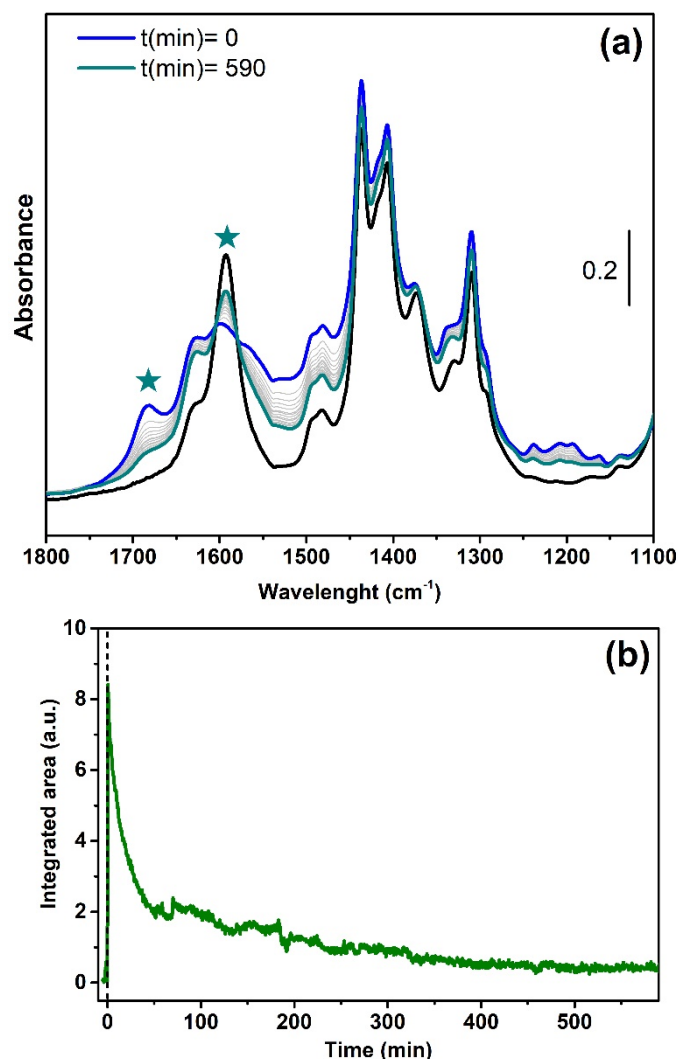 t(min)= 0
(a)
t(min)= 590
Absorbance
0.2
1800 1700 1600 1500 1400 1300 1200 1100
Wavelenght (cm⁻¹)
(b)
Integrated area (a.u.)
10
8
6
4
2
0
0 100 200 300 400 500
Time (min)